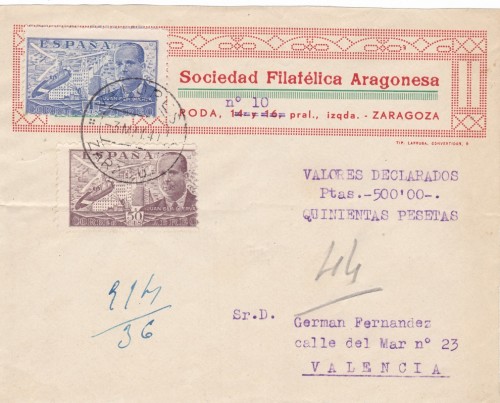 ESPAÑA
Sociedad Filatélica Aragonesa
nº 10
RODA, 14 y 16, pral., izqda. - ZARAGOZA
ESPAÑA
VALORES DECLARADOS
Ptas.-500'00-.
QUINIENTAS PESETAS
44
914
36
Sr.D. German Fernandez
calle del Mar nº 23
VALENCIA